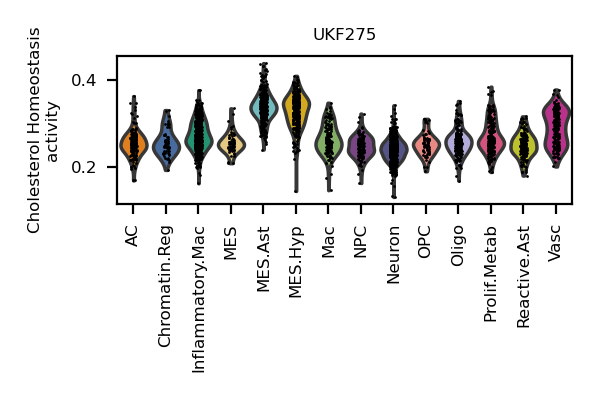 UKF275
Cholesterol Homeostasis
activity
0.4
0.2
AC
Chromatin.Reg
Inflammatory.Mac
MES
MES.Ast
MES.Hyp
Mac
NPC
Neuron
OPC
Oligo
Prolif.Metab
Reactive.Ast
Vasc